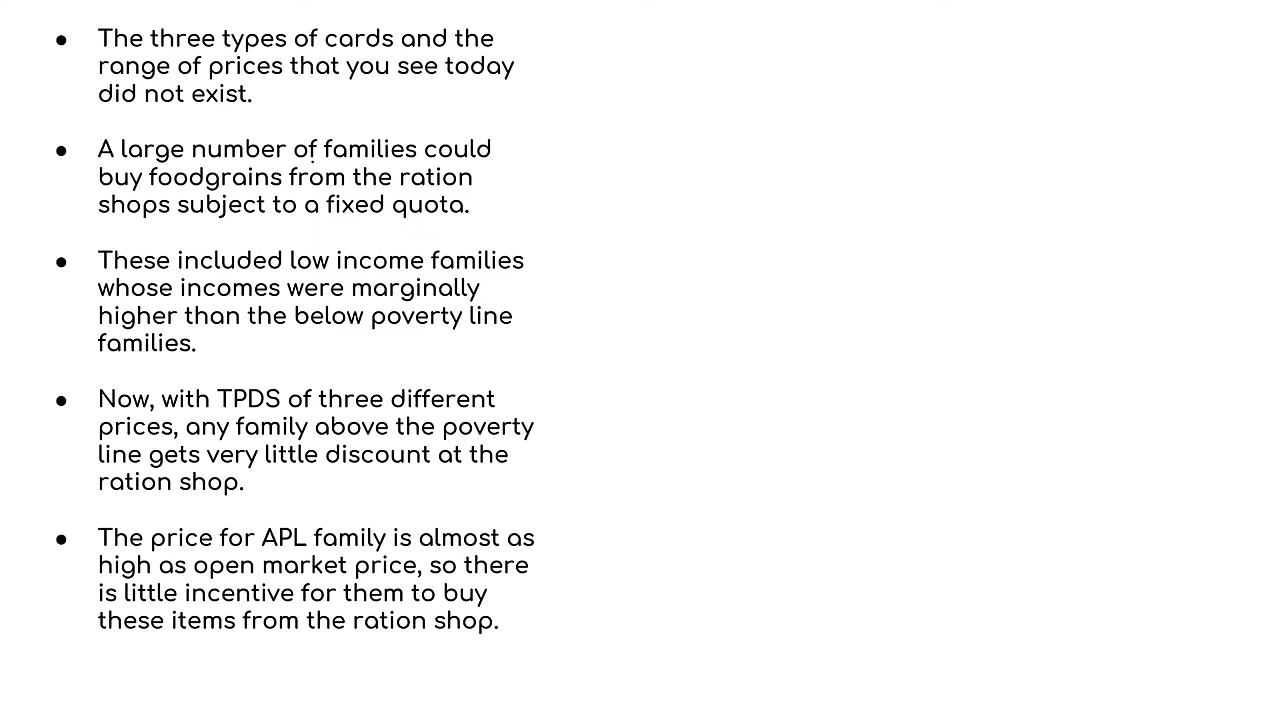 ● The three types of cards and the
range of prices that you see today
did not exist.
● A large number of families could
buy foodgrains from the ration
shops subject to a fixed quota.
● These included low income families
whose incomes were marginally
higher than the below poverty line
families.
● Now, with TPDS of three different
prices, any family above the poverty
line gets very little discount at the
ration shop.
● The price for APL family is almost as
high as open market price, so there
is little incentive for them to buy
these items from the ration shop.